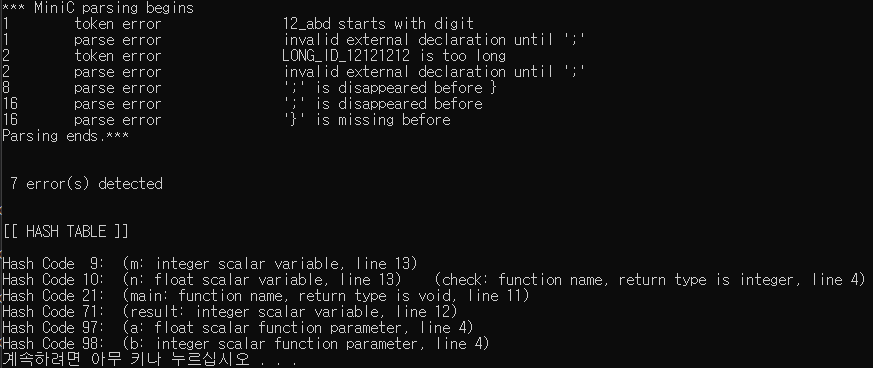 *** MiniC parsing begins
1 token error 12_abd starts with digit
1 parse error invalid external declaration until ';'
2 token error LONG_ID_12121212 is too long
2 parse error invalid external declaration until ';'
8 parse error ';' is disappeared before }
16 parse error ';' is disappeared before
16 parse error '}' is missing before
Parsing ends.***
7 error(s) detected
[[ HASH TABLE ]]
Hash Code 9: (m: integer scalar variable, line 13)
Hash Code 10: (n: float scalar variable, line 13) (check: function name, return type is integer, line 4)
Hash Code 21: (main: function name, return type is void, line 11)
Hash Code 71: (result: integer scalar variable, line 12)
Hash Code 97: (a: float scalar function parameter, line 4)
Hash Code 98: (b: integer scalar function parameter, line 4)
계속하려면 아무 키나 누르십시오 . . .